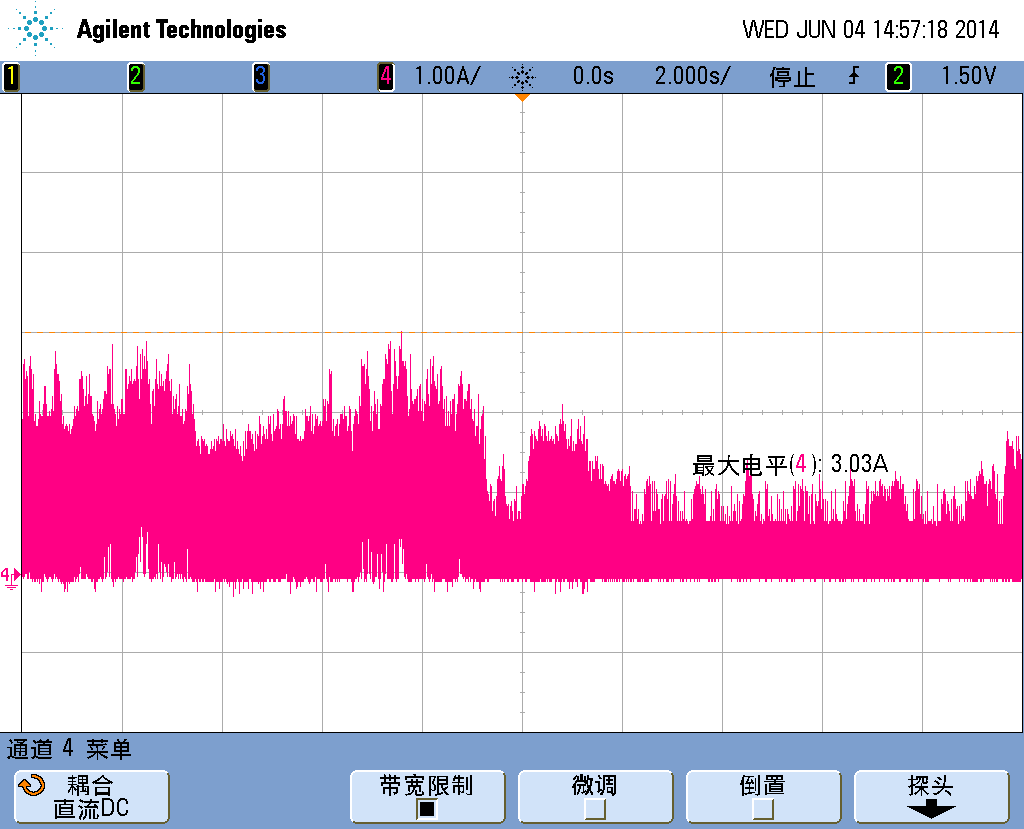 Agilent Technologies
WED JUN 04 14:57:18 2014
1 2 3 4 1.00A/ 0.0s 2.000s/ 停止 2 1.50V
最大电平(4): 3.03A
4
通道 4 菜单
耦合
直流DC
带宽限制
微调
倒置
探头